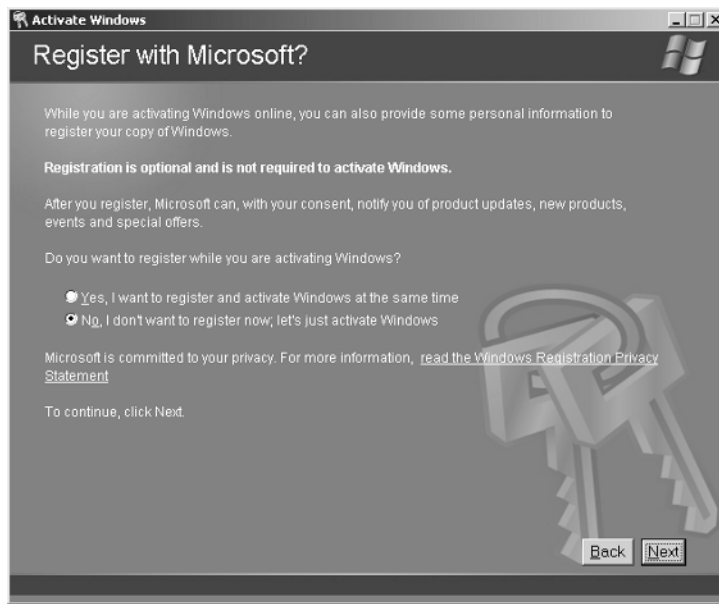 Activate Windows
Register with Microsoft?
While you are activating Windows online, you can also provide some personal information to
register your copy of Windows.
Registration is optional and is not required to activate Windows.
After you register, Microsoft can, with your consent, notify you of product updates, new products,
events and special offers.
Do you want to register while you are activating Windows?
Yes, I want to register and activate Windows at the same time
No, I don't want to register now; let's just activate Windows
Microsoft is committed to your privacy. For more information, read the Windows Registration Privacy
Statement
To continue, click Next.
Back Next